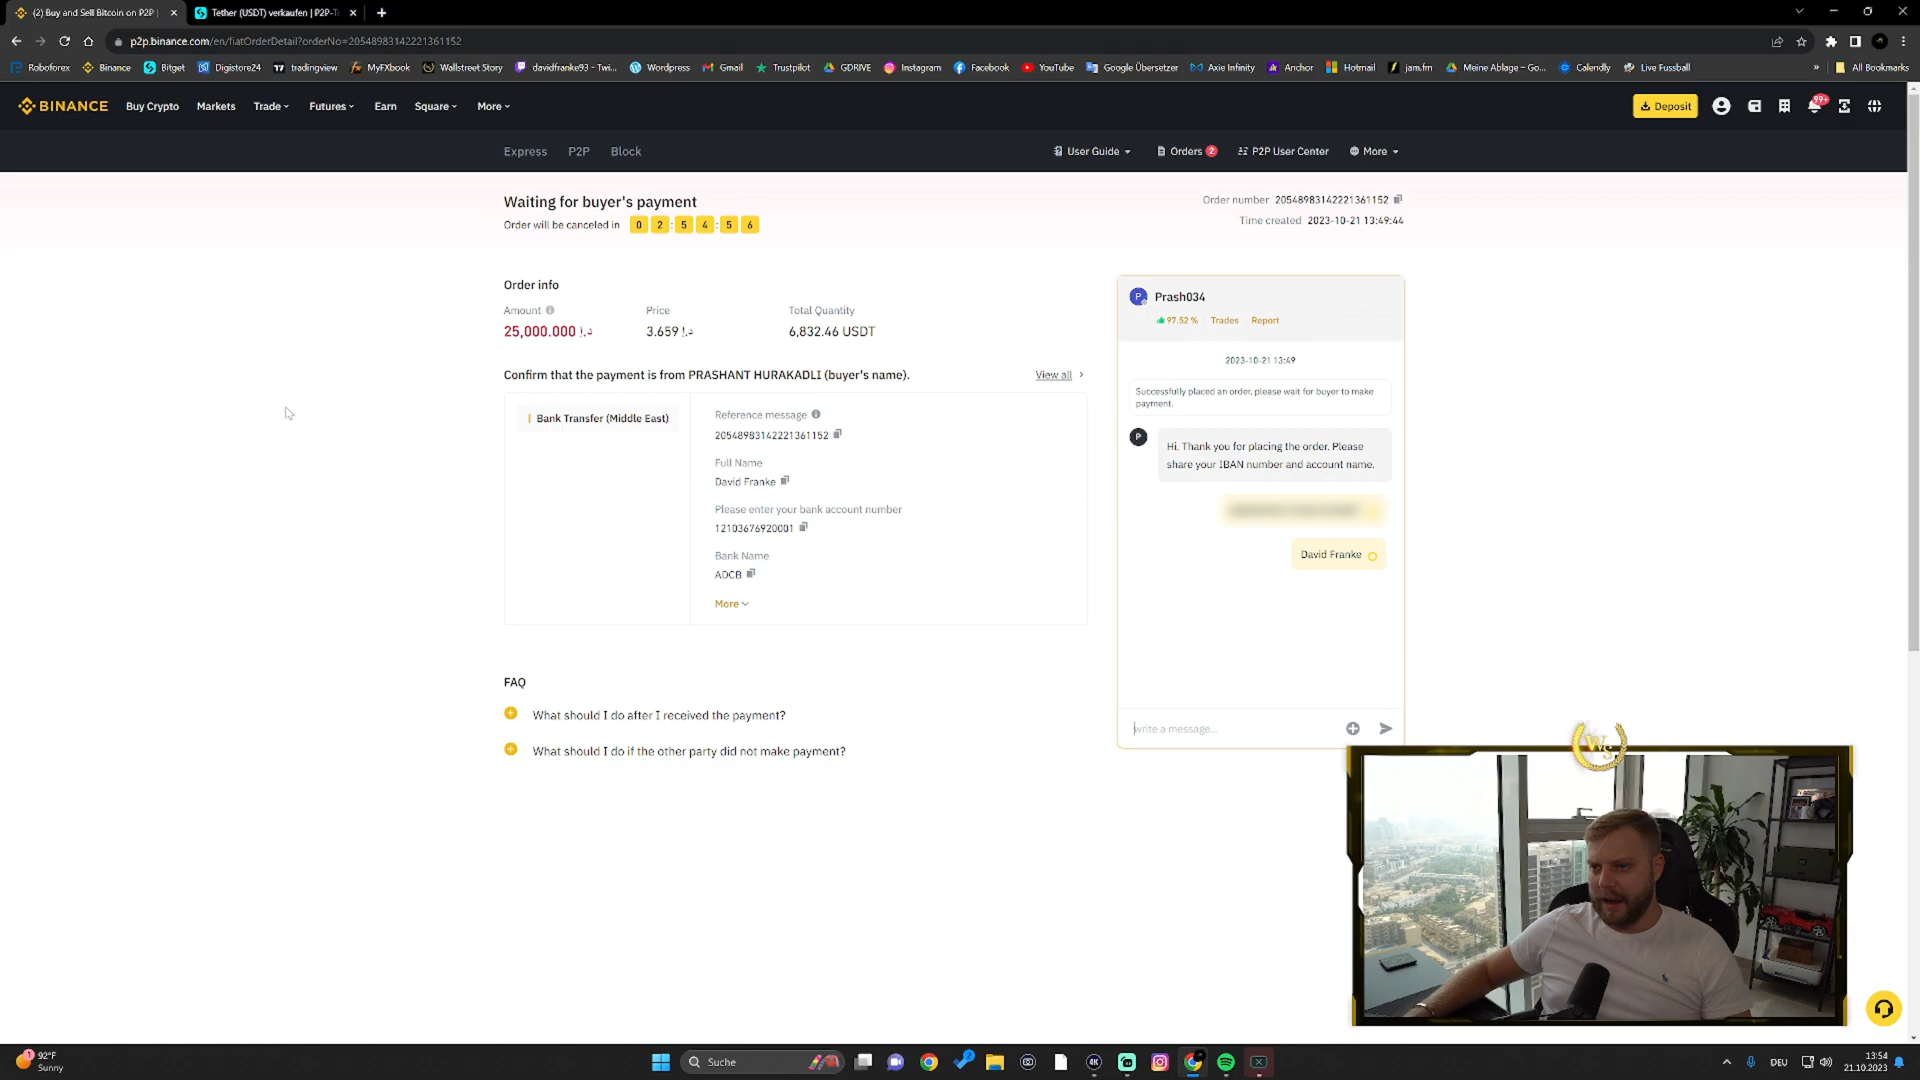 (2) Buy and Sell Bitcoin on P2P |
Tether (USDT) verkaufen | P2P-T
p2p.binance.com/en/fiatOrderDetail?orderNo=20548983142221361152
Roboforex Binance Bitget Digistore24 tradingview MyFXbook Wallstreet Story davidfranke93 - Twi... Wordpress Gmail Trustpilot GDRIVE Instagram Facebook YouTube Google Übersetzer Axie Infinity Anchor Hotmail jam.fm Meine Ablage – Go... Calendly Live Fussball » All Bookmarks
BINANCE Buy Crypto Markets Trade Futures Earn Square More Deposit 99+
Express P2P Block User Guide Orders 2 P2P User Center More
Waiting for buyer's payment
Order will be canceled in 0 2 : 5 4 : 5 6
Order number 20548983142221361152
Time created 2023-10-21 13:49:44
Order info
Amount Price Total Quantity
25,000.000 د.إ 3.659 د.إ 6,832.46 USDT
Confirm that the payment is from PRASHANT HURAKADLI (buyer's name). View all
Bank Transfer (Middle East)
Reference message
20548983142221361152
Full Name
David Franke
Please enter your bank account number
12103676920001
Bank Name
ADCB
More
FAQ
What should I do after I received the payment?
What should I do if the other party did not make payment?
P Prash034
97.52 % Trades Report
2023-10-21 13:49
Successfully placed an order, please wait for buyer to make
payment.
P
Hi, Thank you for placing the order. Please
share your IBAN number and account name.
David Franke
Write a message...
WS
1 92°F
Sunny
Suche
DEU
13:54
21.10.2023